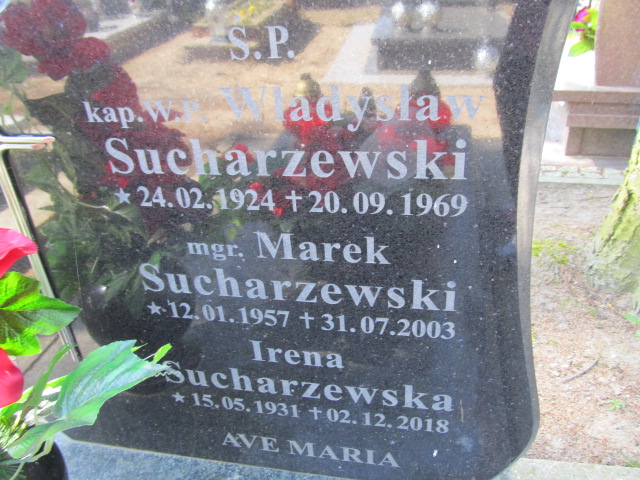 Ś.P.
kap. W.P. Władysław
Sucharzewski
★ 24.02.1924 † 20.09.1969
mgr. Marek
Sucharzewski
★ 12.01.1957 † 31.07.2003
Irena
Sucharzewska
★ 15.05.1931 † 02.12.2018
AVE MARIA